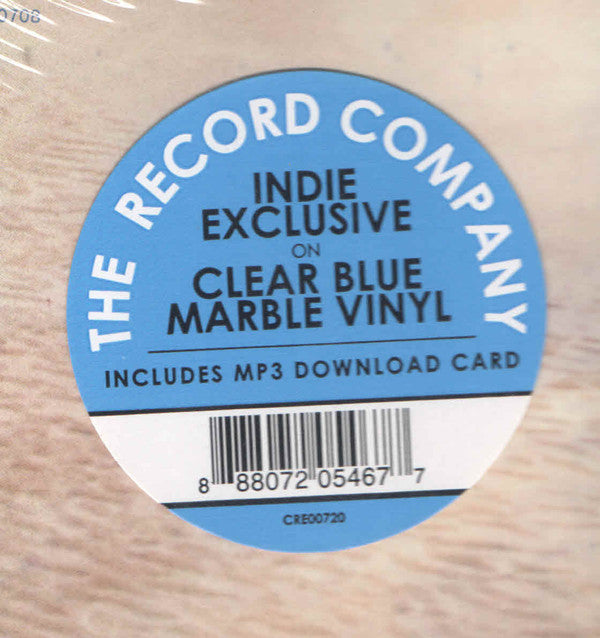 0708
THE RECORD COMPANY
INDIE
EXCLUSIVE
ON
CLEAR BLUE
MARBLE VINYL
INCLUDES MP3 DOWNLOAD CARD
8 88072 05467 7
CRE00720